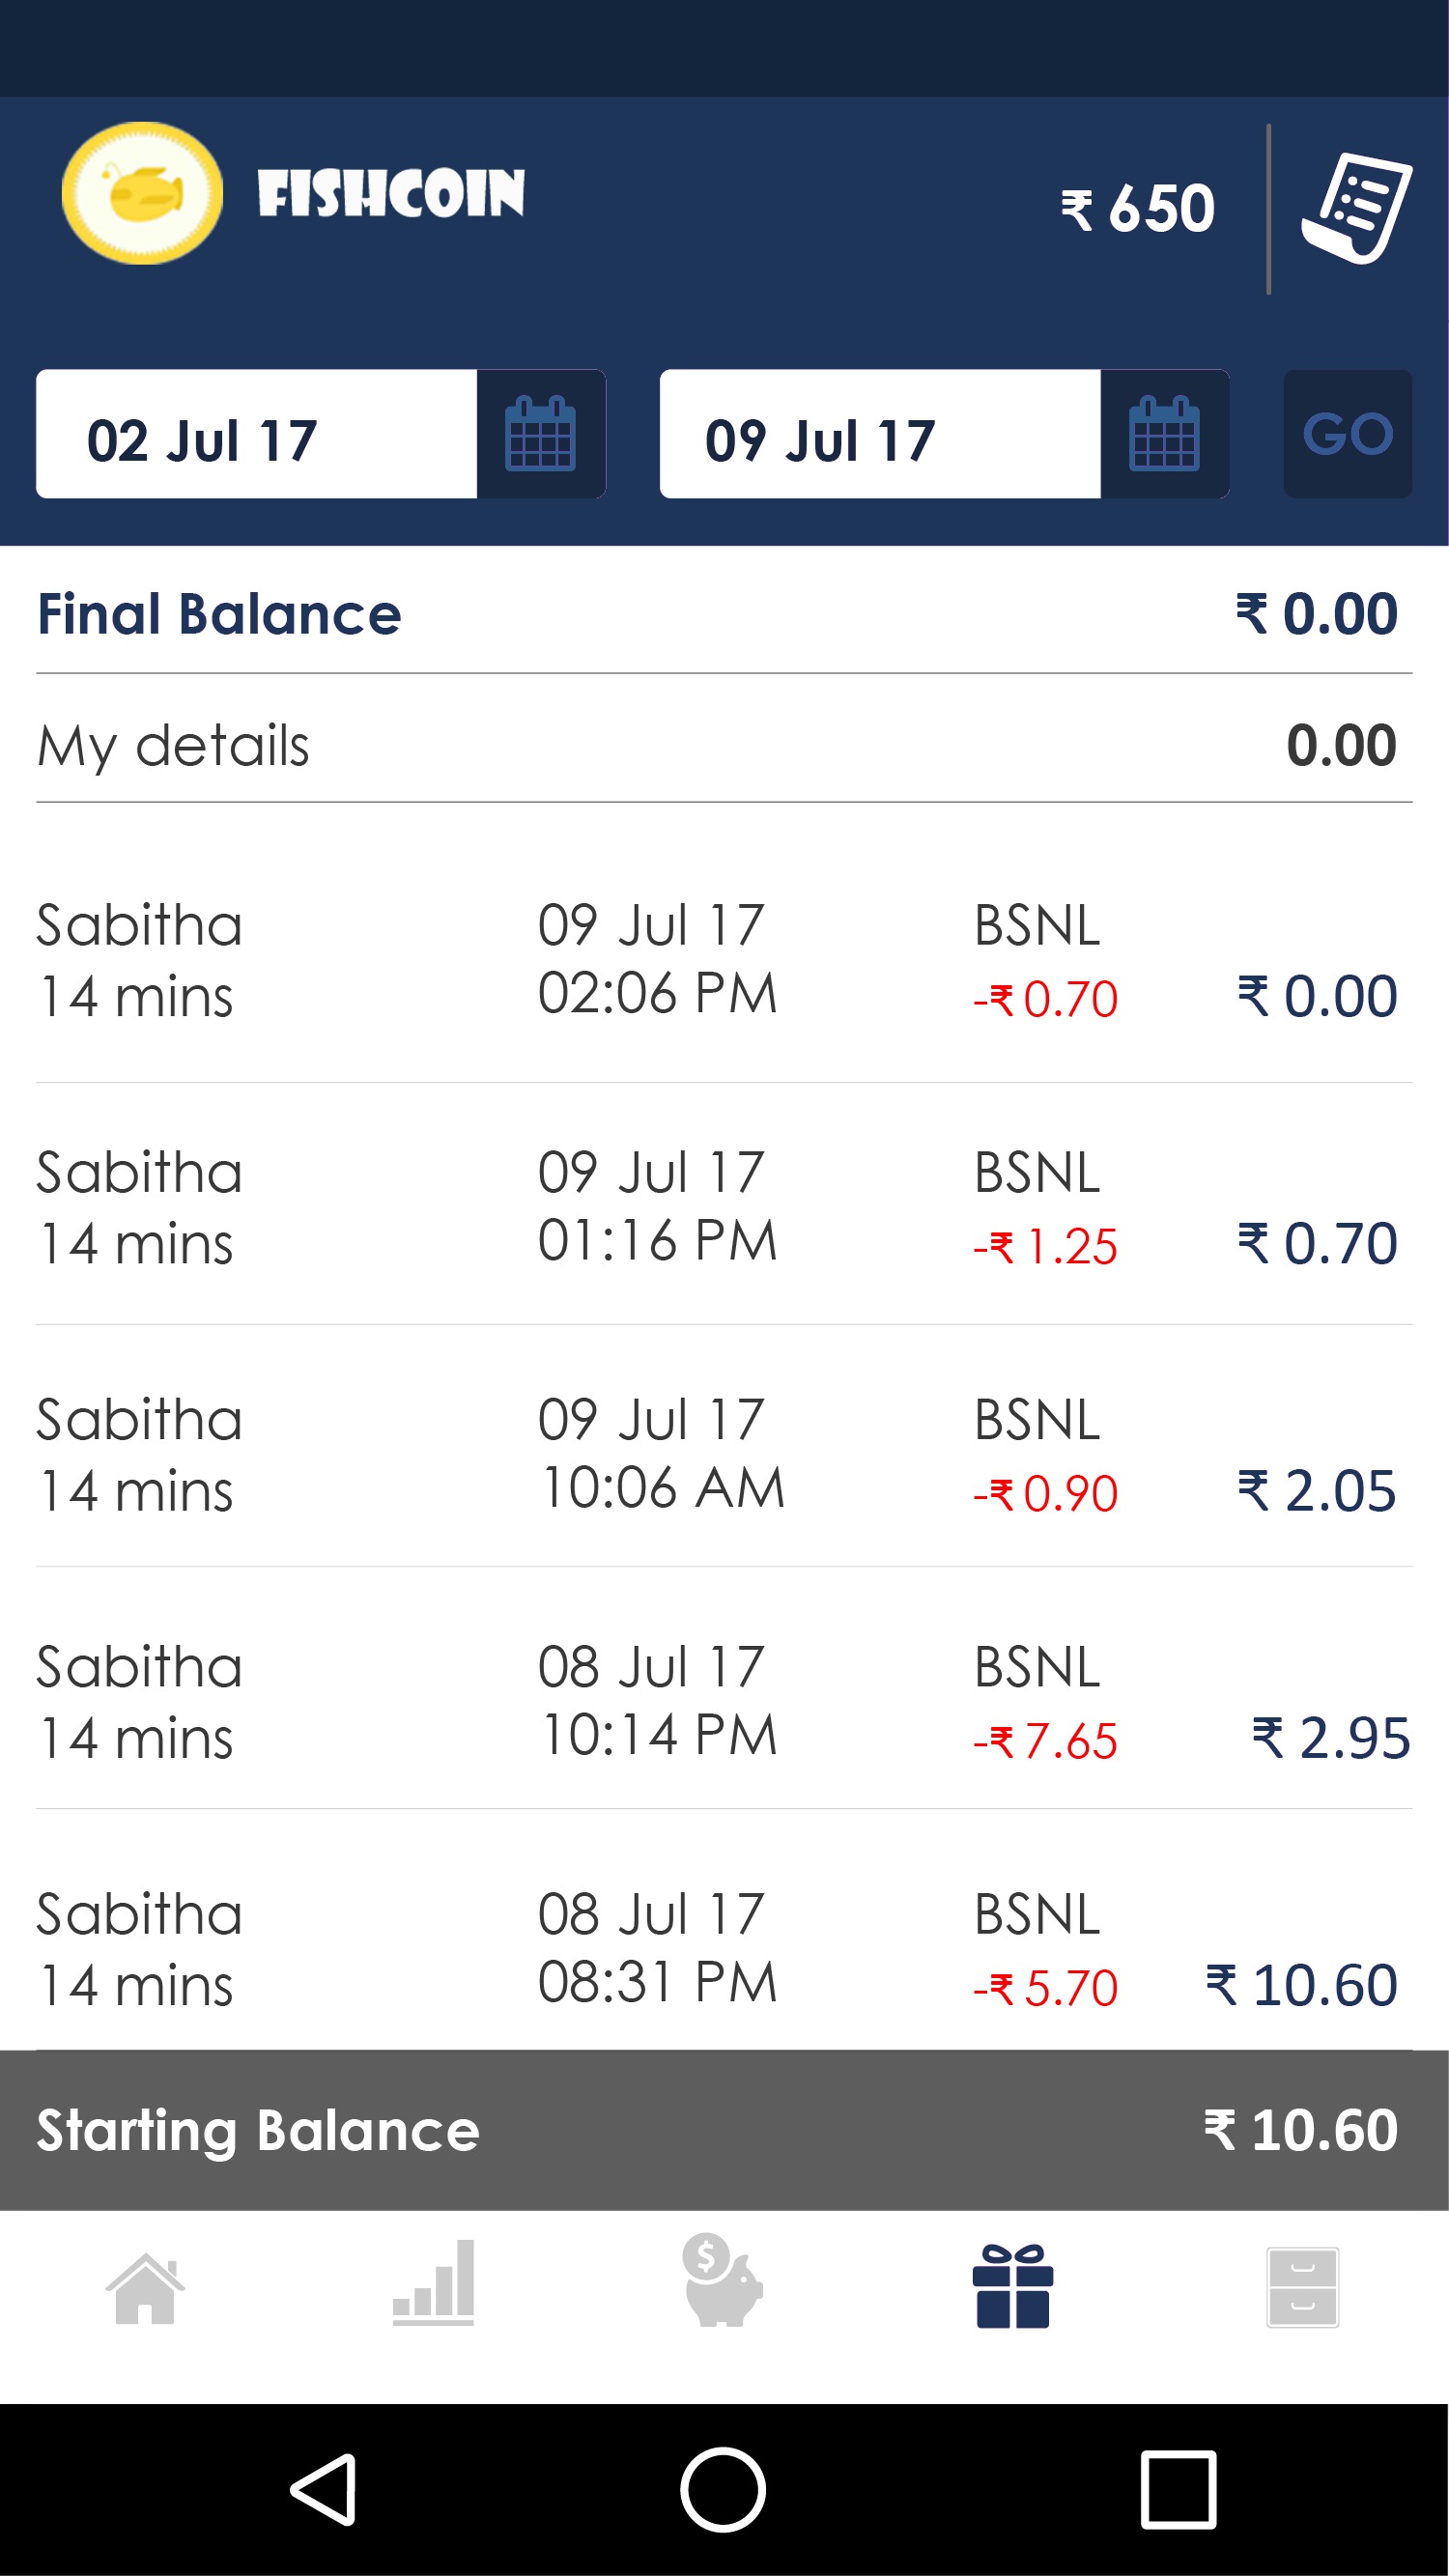 FISHCOIN
₹ 650
02 Jul 17
09 Jul 17
GO
Final Balance ₹ 0.00
My details 0.00
Sabitha 09 Jul 17 BSNL
14 mins 02:06 PM -₹ 0.70 ₹ 0.00
Sabitha 09 Jul 17 BSNL
14 mins 01:16 PM -₹ 1.25 ₹ 0.70
Sabitha 09 Jul 17 BSNL
14 mins 10:06 AM -₹ 0.90 ₹ 2.05
Sabitha 08 Jul 17 BSNL
14 mins 10:14 PM -₹ 7.65 ₹ 2.95
Sabitha 08 Jul 17 BSNL
14 mins 08:31 PM -₹ 5.70 ₹ 10.60
Starting Balance ₹ 10.60
$